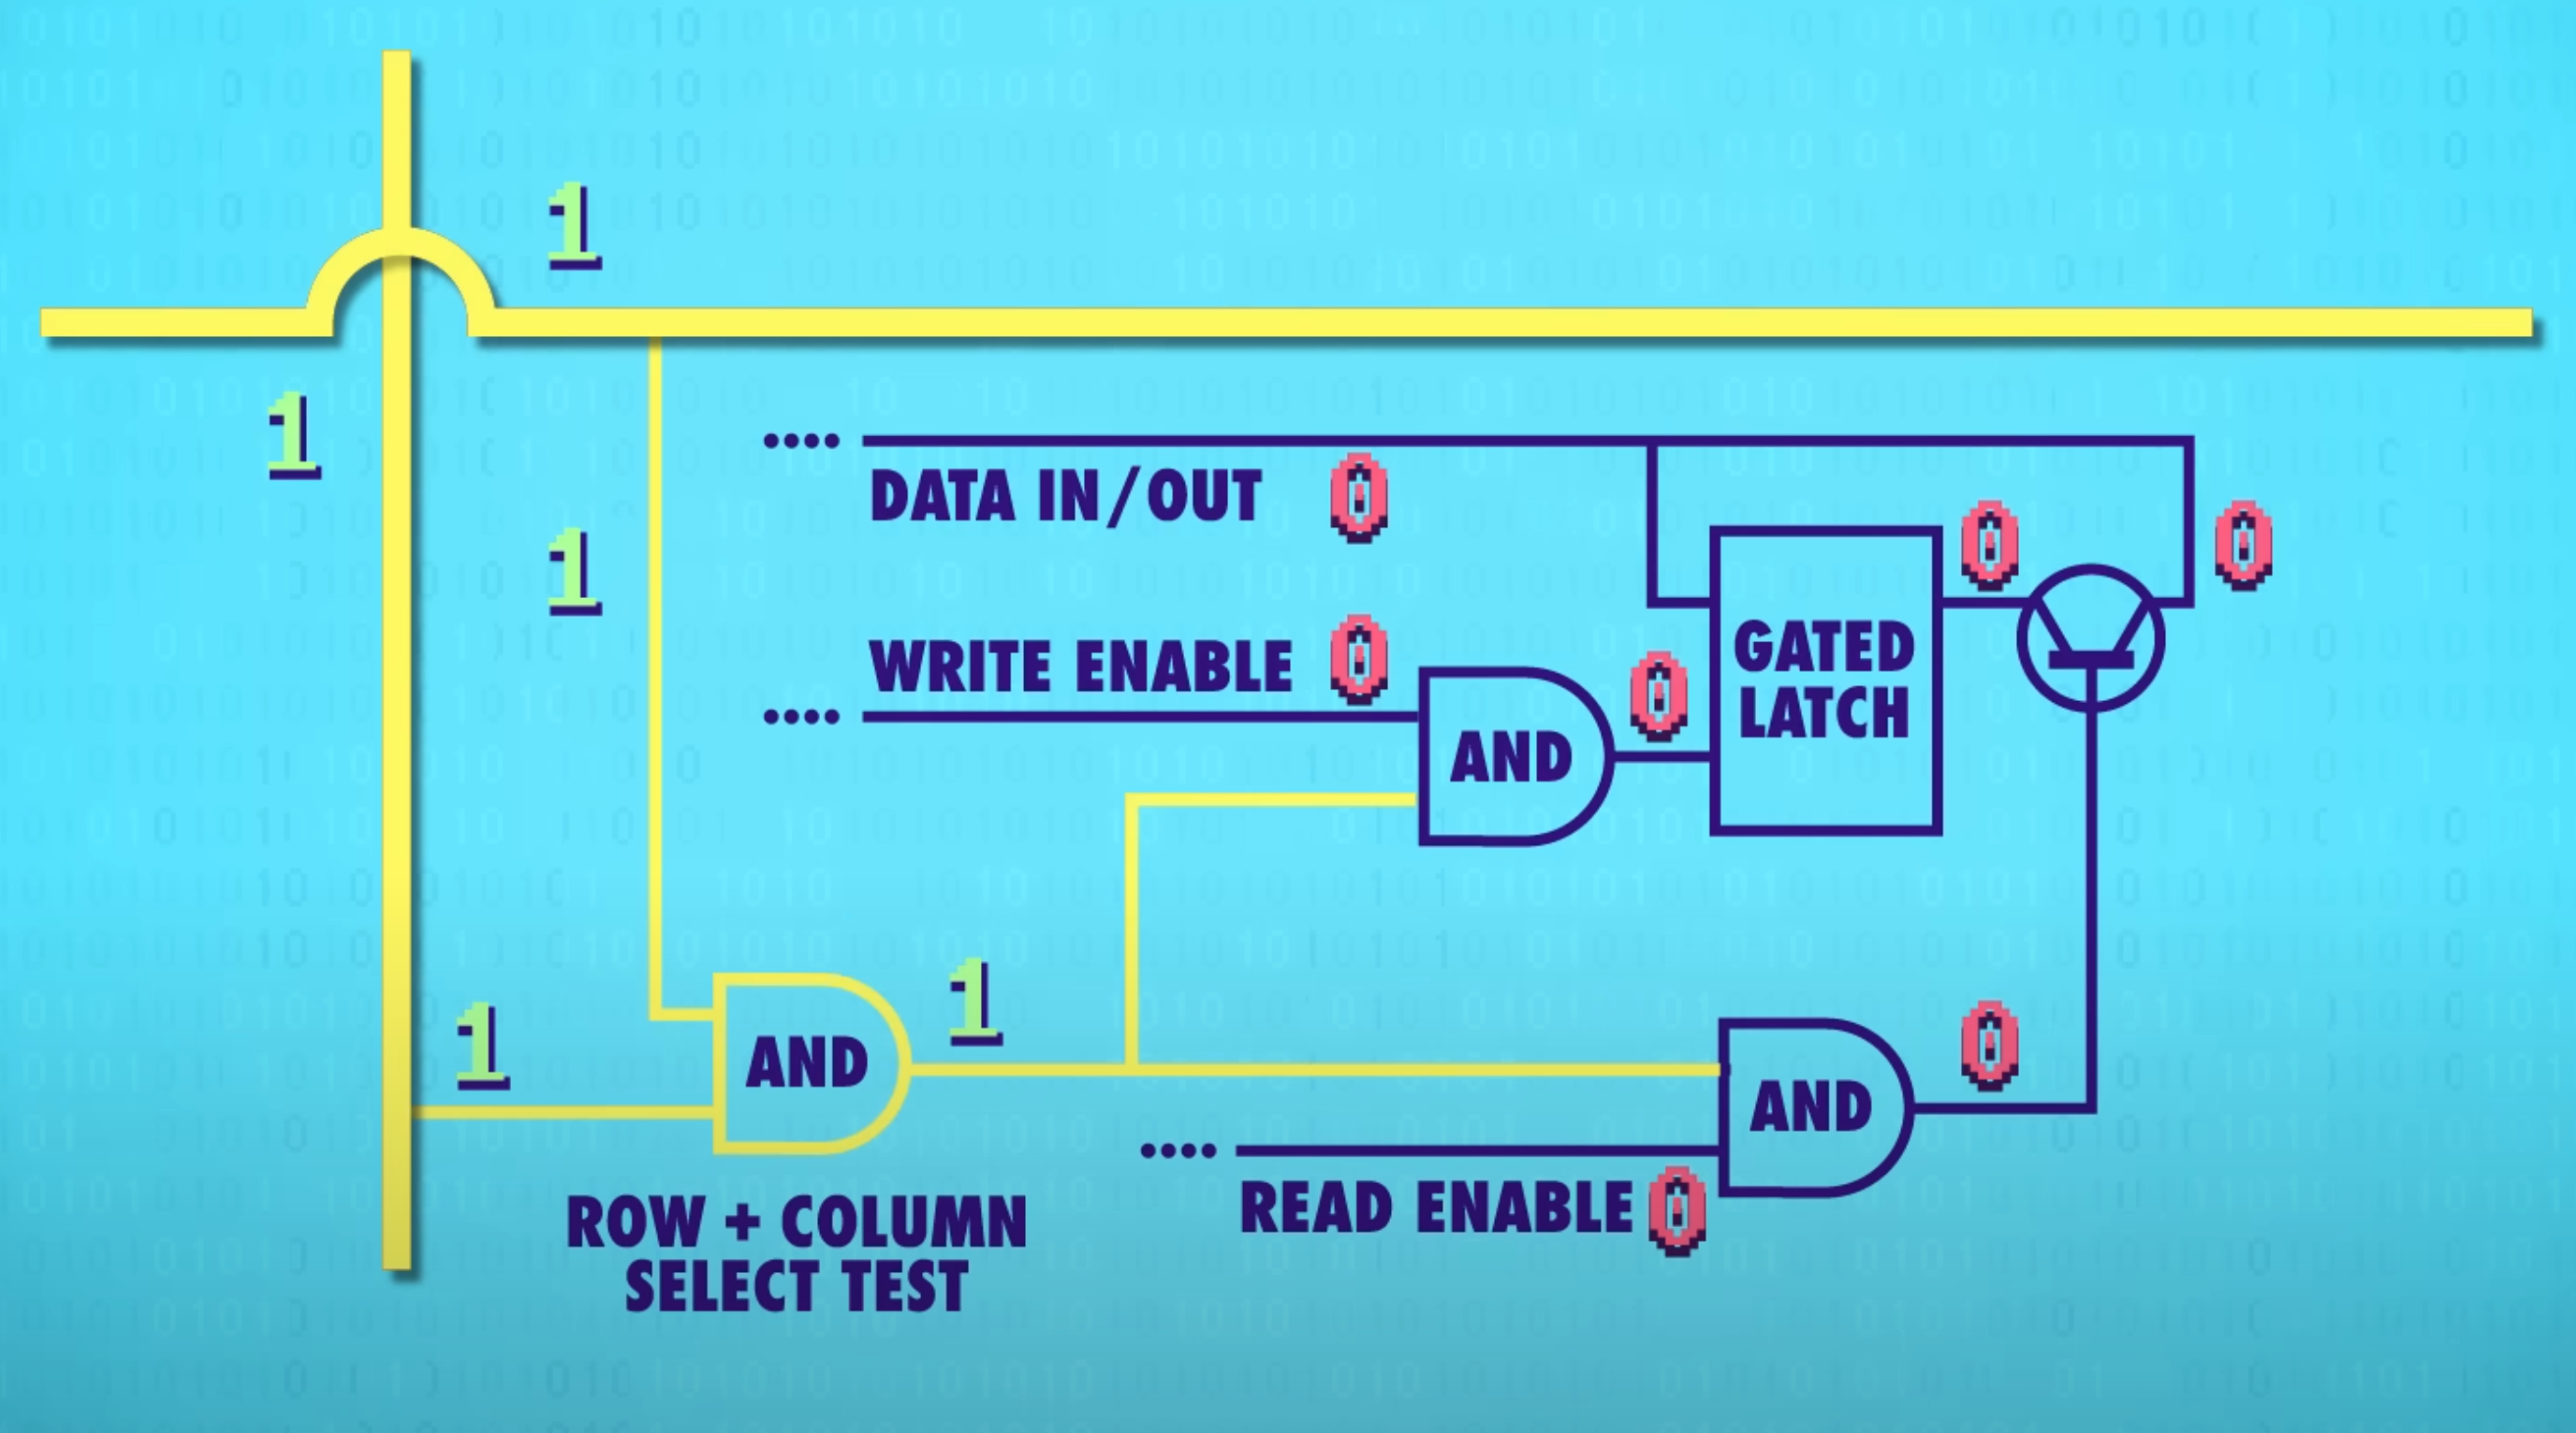 1
1
DATA IN/OUT 0
0
0
1
WRITE ENABLE 0
0
GATED
LATCH
AND
1
1
AND
0
AND
READ ENABLE 0
ROW + COLUMN
SELECT TEST